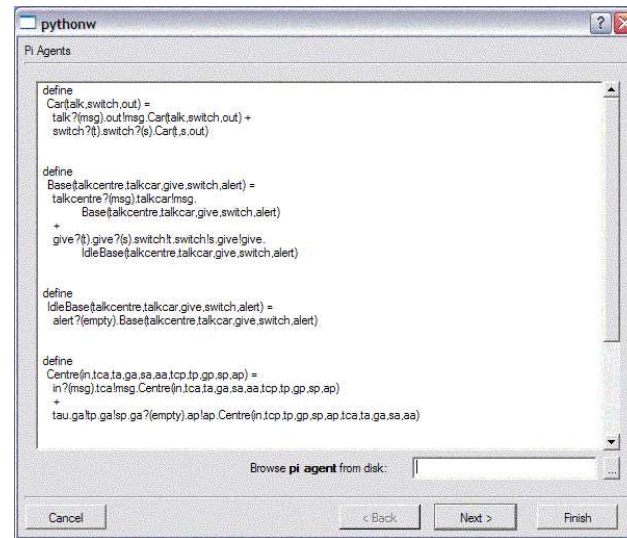 pythonw
Pi Agents
define
Car(talk,switch,out) =
talk?(msg).out!msg.Car(talk,switch,out) +
switch?(t).switch?(s).Car(t,s,out)
define
Base(talkcentre,talkcar,give,switch,alert) =
talkcentre?(msg).talkcar!msg.
Base(talkcentre,talkcar,give,switch,alert)
+
give?(t).give?(s).switch!t.switch!s.give!give.
IdleBase(talkcentre,talkcar,give,switch,alert)
define
IdleBase(talkcentre,talkcar,give,switch,alert) =
alert?(empty).Base(talkcentre,talkcar,give,switch,alert)
define
Centre(in,tca,ta,ga,sa,aa,tcp,tp,gp,sp,ap) =
in?(msg).tca!msg.Centre(in,tca,ta,ga,sa,aa,tcp,tp,gp,sp,ap)
+
tau.ga!tp.ga!sp.ga?(empty).ap!ap.Centre(in,tcp,tp,gp,sp,ap,tca,ta,ga,sa,aa)
Browse pi agent from disk:
...
Cancel
< Back
Next >
Finish